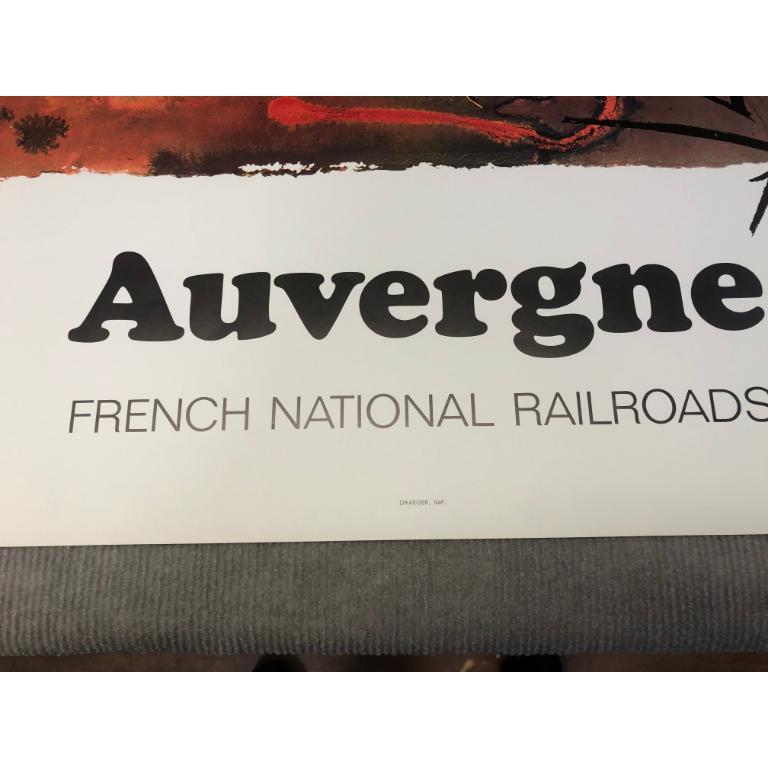 Auvergne
FRENCH NATIONAL RAILROADS
DRAEGER, IMP.